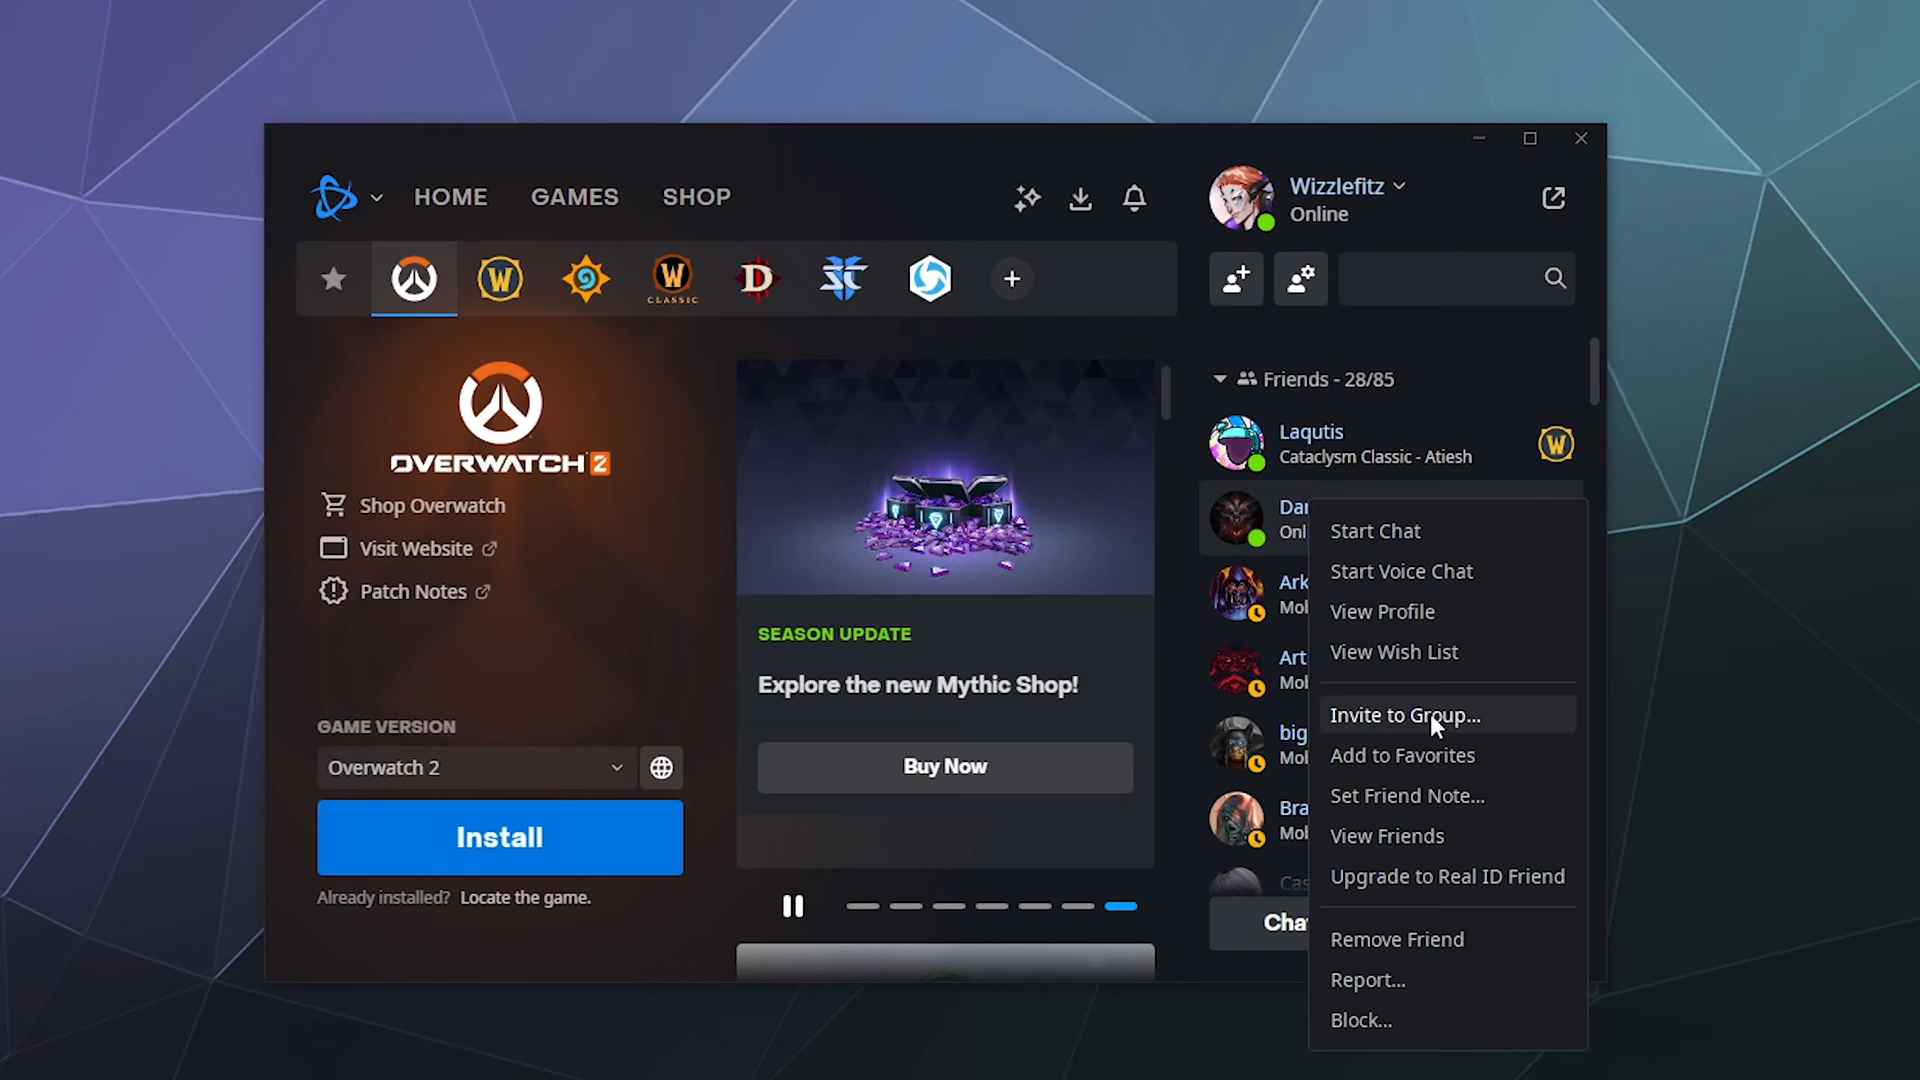 HOME GAMES SHOP
Wizzlefitz
Online
W
W
CLASSIC
D
SC
Friends - 28/85
Laqutis
Cataclysm Classic - Atiesh
W
OVERWATCH 2
Shop Overwatch
Visit Website
Patch Notes
GAME VERSION
Overwatch 2
Install
Already installed? Locate the game.
SEASON UPDATE
Explore the new Mythic Shop!
Buy Now
Dar
Onl
Ark
Mol
Art
Mol
big
Mol
Bra
Mol
Cas
Cha
Start Chat
Start Voice Chat
View Profile
View Wish List
Invite to Group...
Add to Favorites
Set Friend Note...
View Friends
Upgrade to Real ID Friend
Remove Friend
Report...
Block...